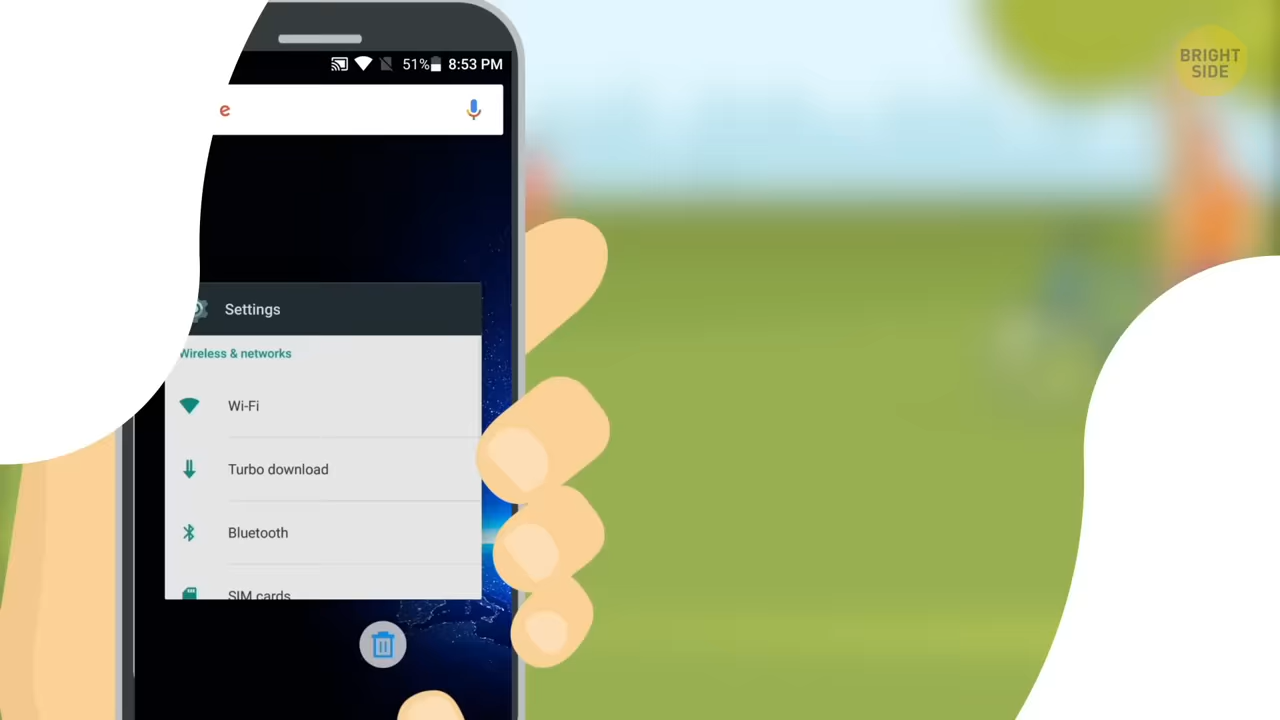 BRIGHT
SIDE
51%
8:53 PM
e
Settings
Wireless & networks
Wi-Fi
Turbo download
Bluetooth
SIM cards